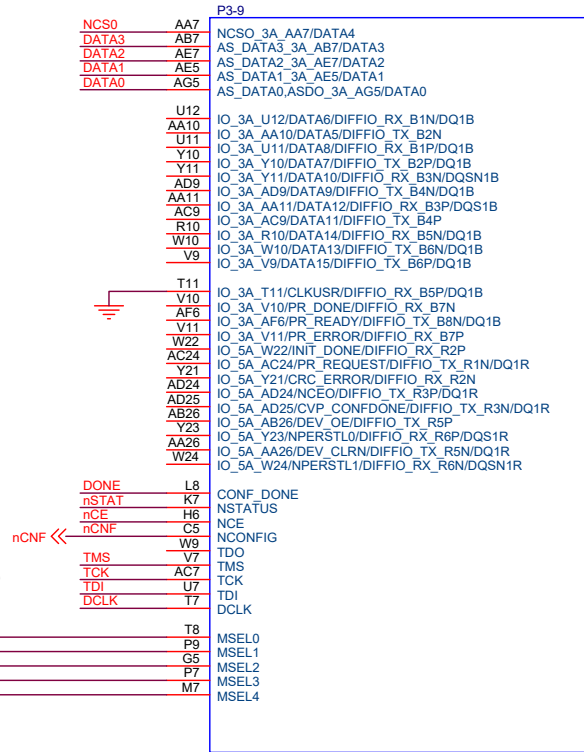 P3-9
NCS0 AA7 NCSO_3A_AA7/DATA4
DATA3 AB7 AS_DATA3_3A_AB7/DATA3
DATA2 AE7 AS_DATA2_3A_AE7/DATA2
DATA1 AE5 AS_DATA1_3A_AE5/DATA1
DATA0 AG5 AS_DATA0,ASDO_3A_AG5/DATA0
U12 IO_3A_U12/DATA6/DIFFIO_RX_B1N/DQ1B
AA10 IO_3A_AA10/DATA5/DIFFIO_TX_B2N
U11 IO_3A_U11/DATA8/DIFFIO_RX_B1P/DQ1B
Y10 IO_3A_Y10/DATA7/DIFFIO_TX_B2P/DQ1B
Y11 IO_3A_Y11/DATA10/DIFFIO_RX_B3N/DQSN1B
AD9 IO_3A_AD9/DATA9/DIFFIO_TX_B4N/DQ1B
AA11 IO_3A_AA11/DATA12/DIFFIO_RX_B3P/DQS1B
AC9 IO_3A_AC9/DATA11/DIFFIO_TX_B4P
R10 IO_3A_R10/DATA14/DIFFIO_RX_B5N/DQ1B
W10 IO_3A_W10/DATA13/DIFFIO_TX_B6N/DQ1B
V9 IO_3A_V9/DATA15/DIFFIO_TX_B6P/DQ1B
T11 IO_3A_T11/CLKUSR/DIFFIO_RX_B5P/DQ1B
V10 IO_3A_V10/PR_DONE/DIFFIO_RX_B7N
AF6 IO_3A_AF6/PR_READY/DIFFIO_TX_B8N/DQ1B
V11 IO_3A_V11/PR_ERROR/DIFFIO_RX_B7P
W22 IO_5A_W22/INIT_DONE/DIFFIO_RX_R2P
AC24 IO_5A_AC24/PR_REQUEST/DIFFIO_TX_R1N/DQ1R
Y21 IO_5A_Y21/CRC_ERROR/DIFFIO_RX_R2N
AD24 IO_5A_AD24/NCEO/DIFFIO_TX_R3P/DQ1R
AD25 IO_5A_AD25/CVP_CONFDONE/DIFFIO_TX_R3N/DQ1R
AB26 IO_5A_AB26/DEV_OE/DIFFIO_TX_R5P
Y23 IO_5A_Y23/NPERSTL0/DIFFIO_RX_R6P/DQS1R
AA26 IO_5A_AA26/DEV_CLRN/DIFFIO_TX_R5N/DQ1R
W24 IO_5A_W24/NPERSTL1/DIFFIO_RX_R6N/DQSN1R
DONE L8 CONF_DONE
nSTAT K7 NSTATUS
nCE H6 NCE
nCNF nCNF C5 NCONFIG
W9 TDO
TMS V7 TMS
TCK AC7 TCK
TDI U7 TDI
DCLK T7 DCLK
T8 MSEL0
P9 MSEL1
G5 MSEL2
P7 MSEL3
M7 MSEL4